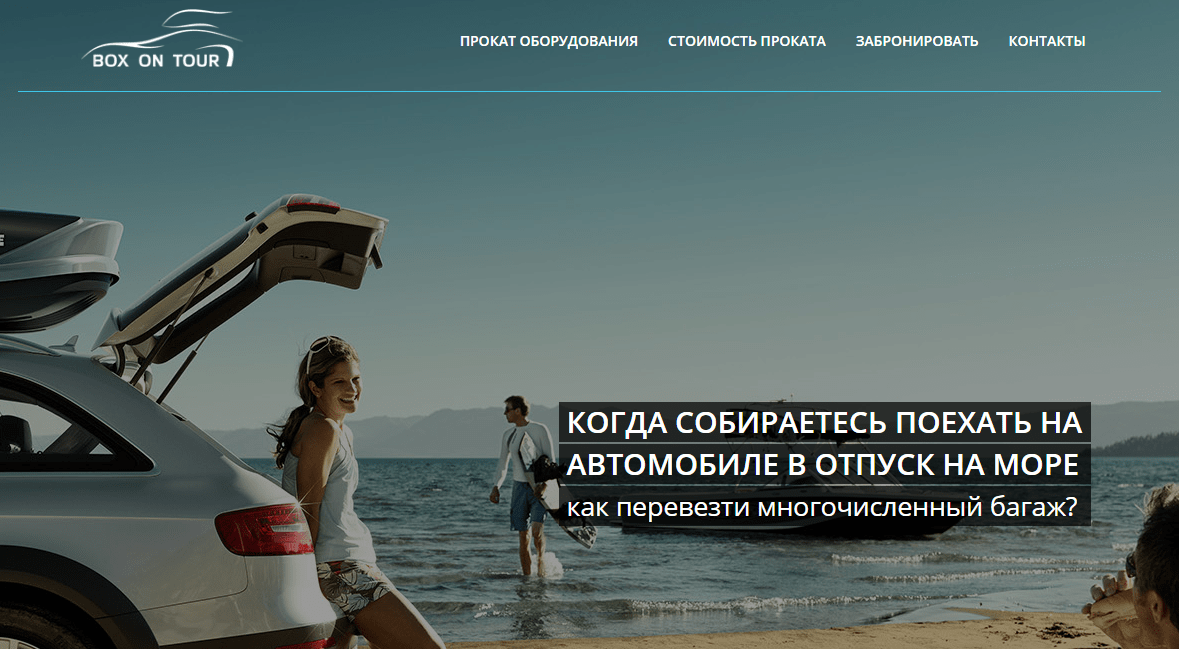 BOX ON TOUR
ПРОКАТ ОБОРУДОВАНИЯ СТОИМОСТЬ ПРОКАТА ЗАБРОНИРОВАТЬ КОНТАКТЫ
КОГДА СОБИРАЕТЕСЬ ПОЕХАТЬ НА
АВТОМОБИЛЕ В ОТПУСК НА МОРЕ
как перевезти многочисленный багаж?